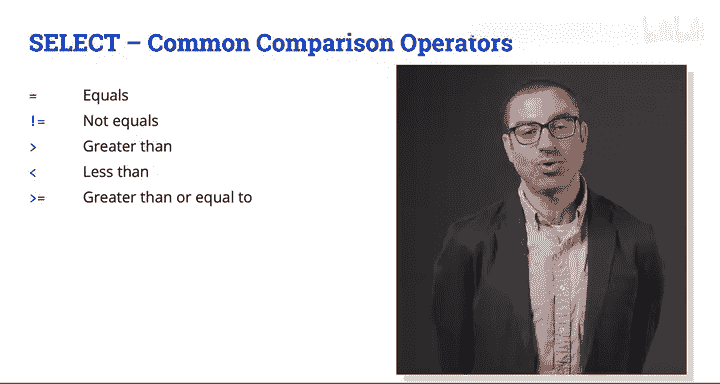 SELECT – Common Comparison Operators
= Equals
!= Not equals
> Greater than
< Less than
>= Greater than or equal to